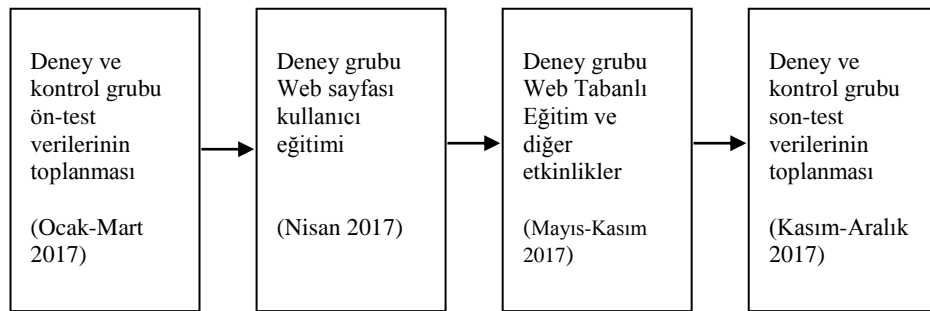 Deney ve
kontrol grubu
ön-test
verilerinin
toplanması
(Ocak-Mart
2017)
Deney grubu
Web sayfası
kullanıcı
eğitimi
(Nisan 2017)
Deney grubu
Web Tabanlı
Eğitim ve
diğer
etkinlikler
(Mayıs-Kasım
2017)
Deney ve
kontrol grubu
son-test
verilerinin
toplanması
(Kasım-Aralık
2017)